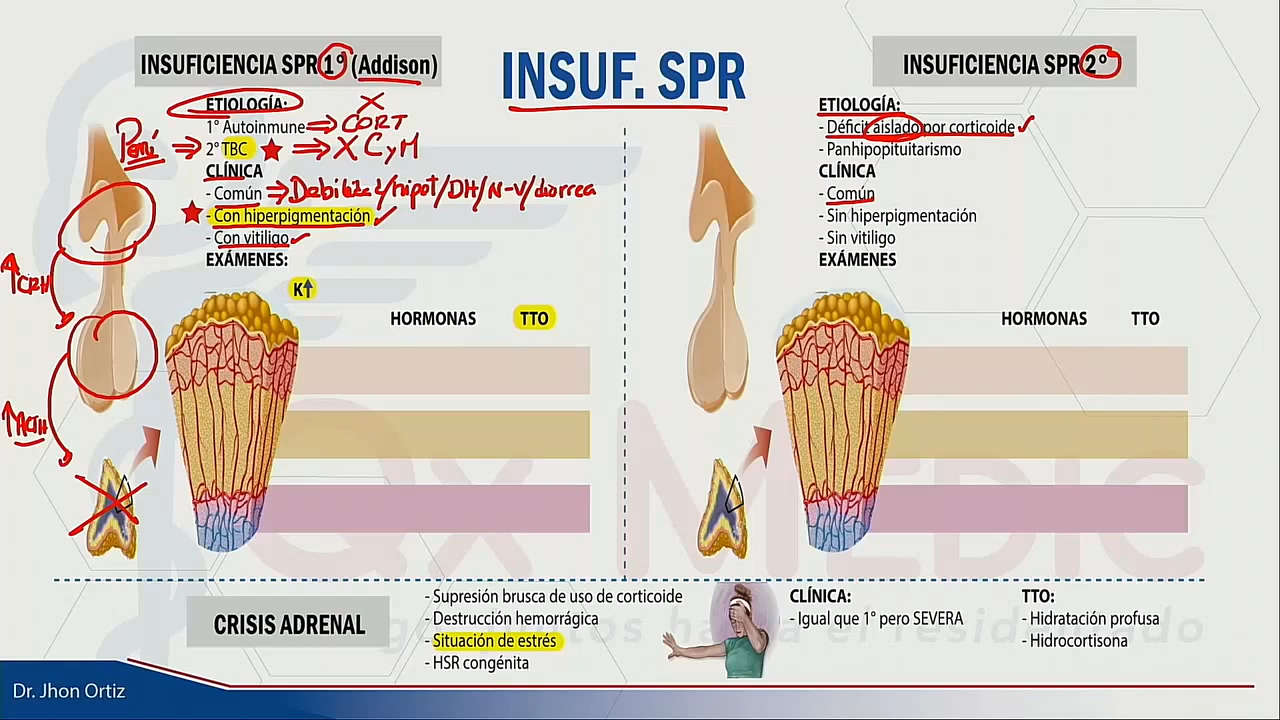 INSUF. SPR
INSUFICIENCIA SPR 1° (Addison)
ETIOLOGÍA:
1° Autoinmune ⇒ CORT X
Perú ⇒ 2° TBC ★ ⇒ X C y M
CLÍNICA
- Común ⇒ Debilidad/hipot/DH/N-V/diarrea
- Con hiperpigmentación
- Con vitiligo
EXÁMENES:
K↑
HORMONAS TTO
↑CRH
↑ACTH
INSUFICIENCIA SPR 2°
ETIOLOGÍA:
- Déficit aislado por corticoide
- Panhipopituitarismo
CLÍNICA
- Común
- Sin hiperpigmentación
- Sin vitiligo
EXÁMENES
HORMONAS TTO
QX MEDIC
CRISIS ADRENAL
- Supresión brusca de uso de corticoide
- Destrucción hemorrágica
- Situación de estrés
- HSR congénita
CLÍNICA:
- Igual que 1° pero SEVERA
TTO:
- Hidratación profusa
- Hidrocortisona
Dr. Jhon Ortiz